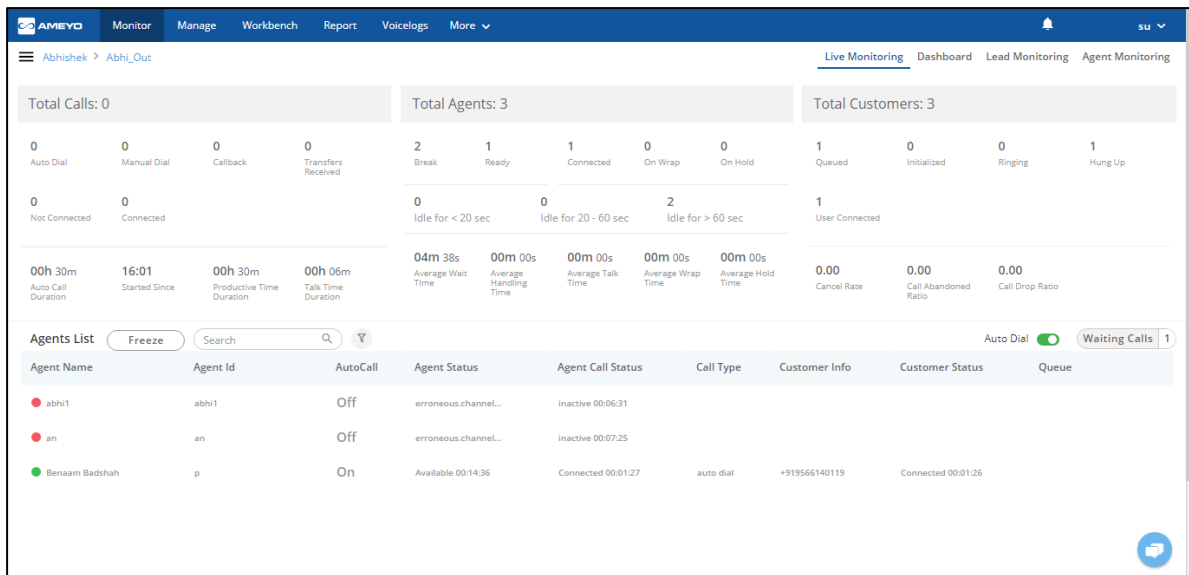 AMEYO Monitor Manage Workbench Report Voicelogs More su
Abhishek > Abhi_Out Live Monitoring Dashboard Lead Monitoring Agent Monitoring
Total Calls: 0 Total Agents: 3 Total Customers: 3
0 0 0 0 2 1 1 0 0 1 0 0 1
Auto Dial Manual Dial Callback Transfers Received Break Ready Connected On Wrap On Hold Queued Initialized Ringing Hung Up
0 0 0 0 2 1
Not Connected Connected Idle for < 20 sec Idle for 20 - 60 sec Idle for > 60 sec User Connected
00h 30m 16:01 00h 30m 00h 06m 04m 38s 00m 00s 00m 00s 00m 00s 00m 00s 0.00 0.00 0.00
Auto Call Duration Started Since Productive Time Duration Talk Time Duration Average Wait Time Average Handling Time Average Talk Time Average Wrap Time Average Hold Time Cancel Rate Call Abandoned Ratio Call Drop Ratio
Agents List Freeze Search Auto Dial Waiting Calls 1
Agent Name Agent Id AutoCall Agent Status Agent Call Status Call Type Customer Info Customer Status Queue
abhi1 abhi1 Off erroneous.channel... inactive 00:06:31
an an Off erroneous.channel... inactive 00:07:25
Benaam Badshah p On Available 00:14:36 Connected 00:01:27 auto dial +919566140119 Connected 00:01:26